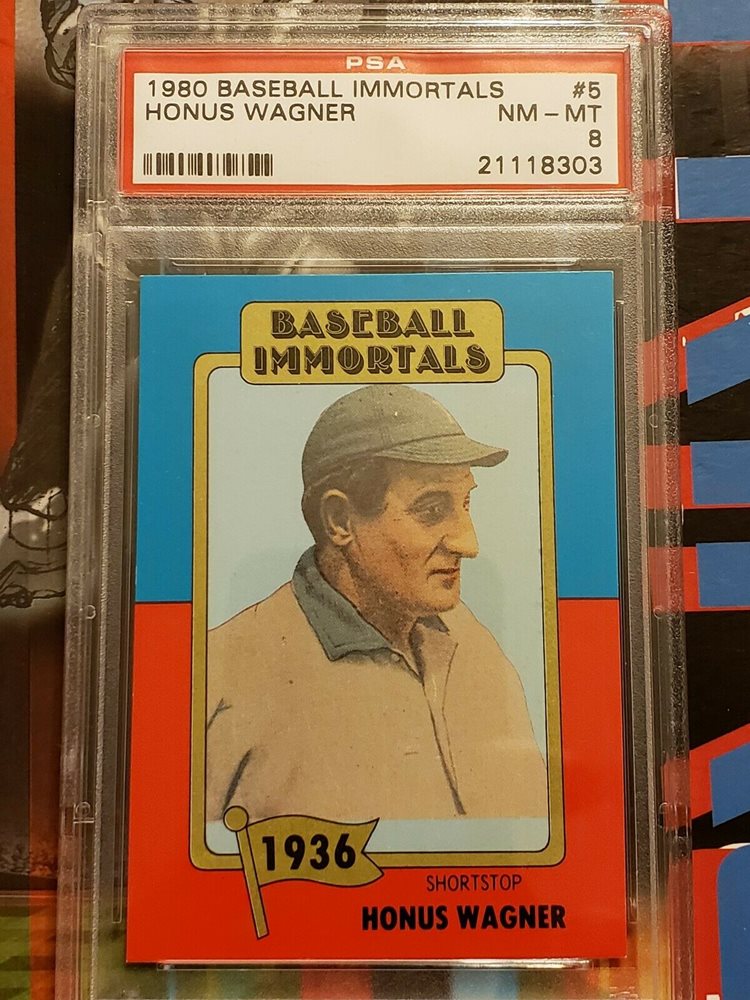 PSA
1980 BASEBALL IMMORTALS #5
HONUS WAGNER NM - MT
8
21118303
BASEBALL
IMMORTALS
1936
SHORTSTOP
HONUS WAGNER